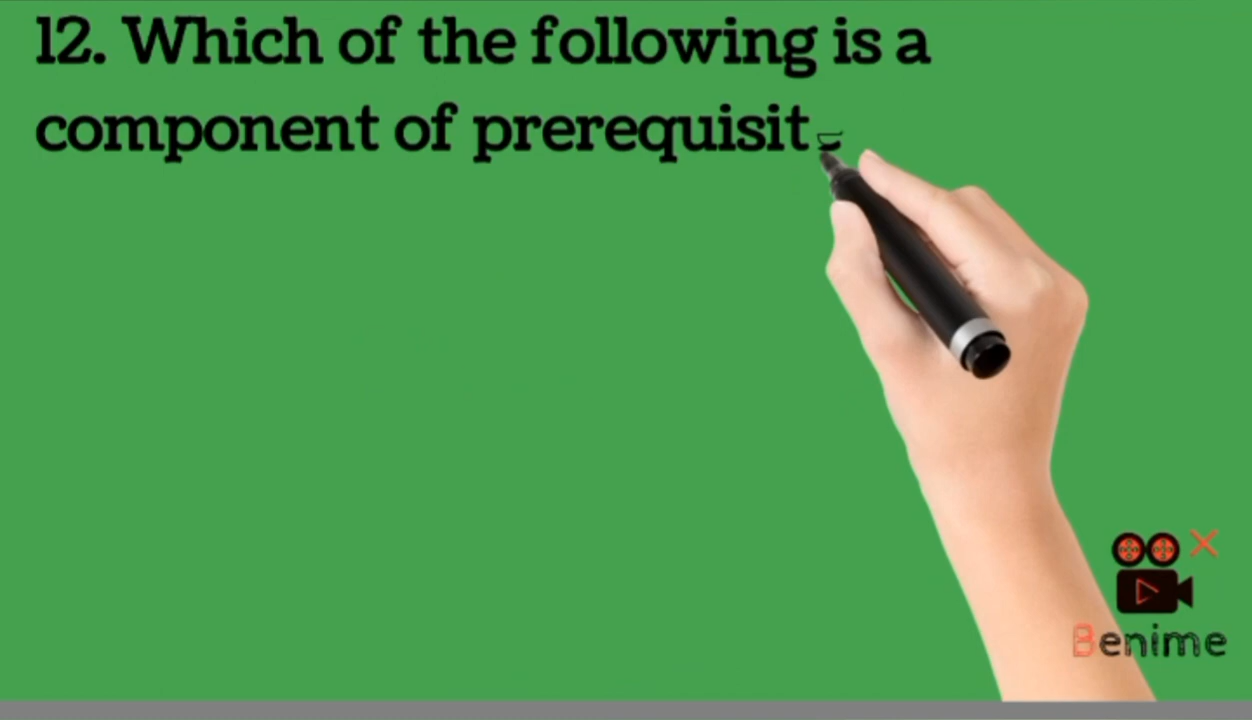 12. Which of the following is a
component of prerequisit
Benime